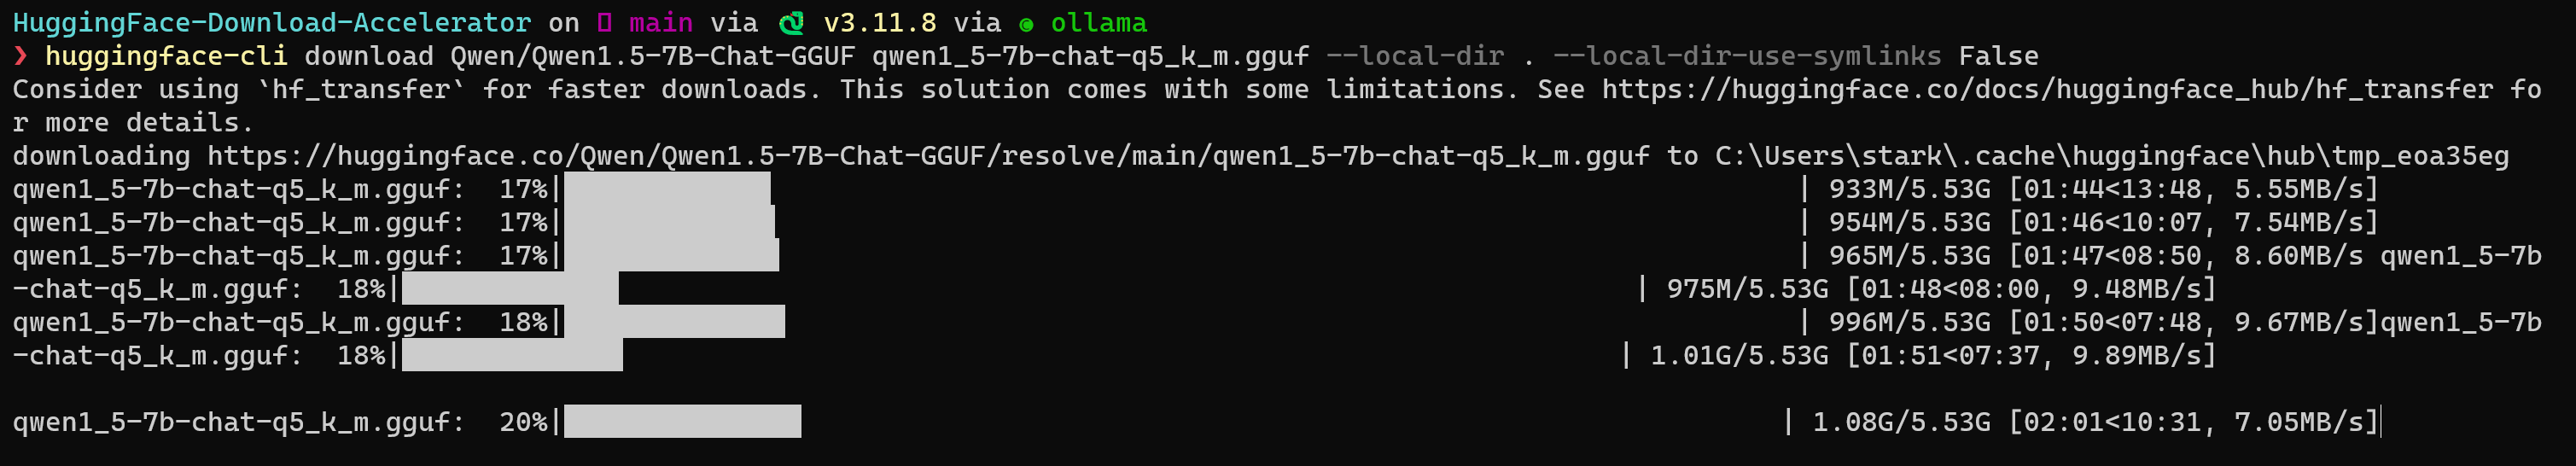 HuggingFace-Download-Accelerator on main via v3.11.8 via ollama
❯ huggingface-cli download Qwen/Qwen1.5-7B-Chat-GGUF qwen1_5-7b-chat-q5_k_m.gguf --local-dir . --local-dir-use-symlinks False
Consider using `hf_transfer` for faster downloads. This solution comes with some limitations. See https://huggingface.co/docs/huggingface_hub/hf_transfer fo
r more details.
downloading https://huggingface.co/Qwen/Qwen1.5-7B-Chat-GGUF/resolve/main/qwen1_5-7b-chat-q5_k_m.gguf to C:\Users\stark\.cache\huggingface\hub\tmp_eoa35eg
qwen1_5-7b-chat-q5_k_m.gguf: 17%| | 933M/5.53G [01:44<13:48, 5.55MB/s]
qwen1_5-7b-chat-q5_k_m.gguf: 17%| | 954M/5.53G [01:46<10:07, 7.54MB/s]
qwen1_5-7b-chat-q5_k_m.gguf: 17%| | 965M/5.53G [01:47<08:50, 8.60MB/s qwen1_5-7b
-chat-q5_k_m.gguf: 18%| | 975M/5.53G [01:48<08:00, 9.48MB/s]
qwen1_5-7b-chat-q5_k_m.gguf: 18%| | 996M/5.53G [01:50<07:48, 9.67MB/s]qwen1_5-7b
-chat-q5_k_m.gguf: 18%| | 1.01G/5.53G [01:51<07:37, 9.89MB/s]
qwen1_5-7b-chat-q5_k_m.gguf: 20%| | 1.08G/5.53G [02:01<10:31, 7.05MB/s]